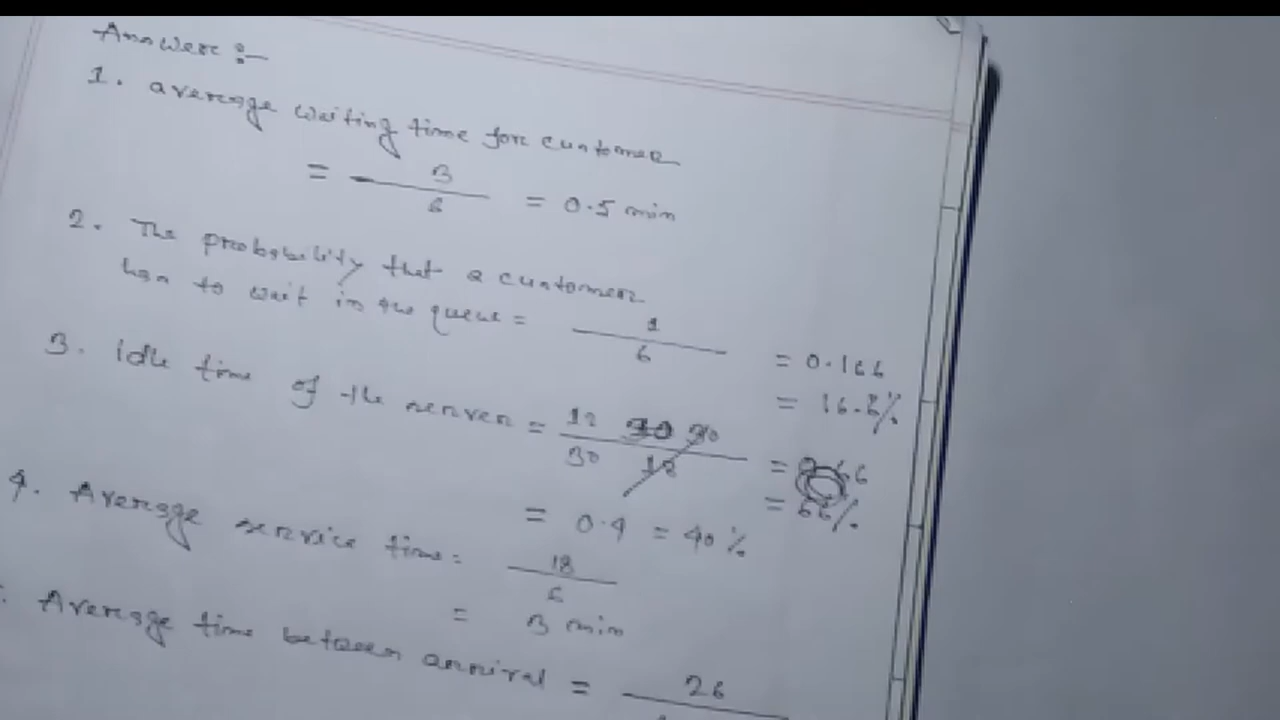 Answer :-
1. average waiting time for customer
= 3/6 = 0.5 min
2. The probability that a customer
has to wait in the queue = 1/6 = 0.166
= 16.6%
3. Idle time of the server = 12/30
= 0.4 = 40%
= 66%
4. Average service time = 18/6
= 3 min
Average time between arrival = 26